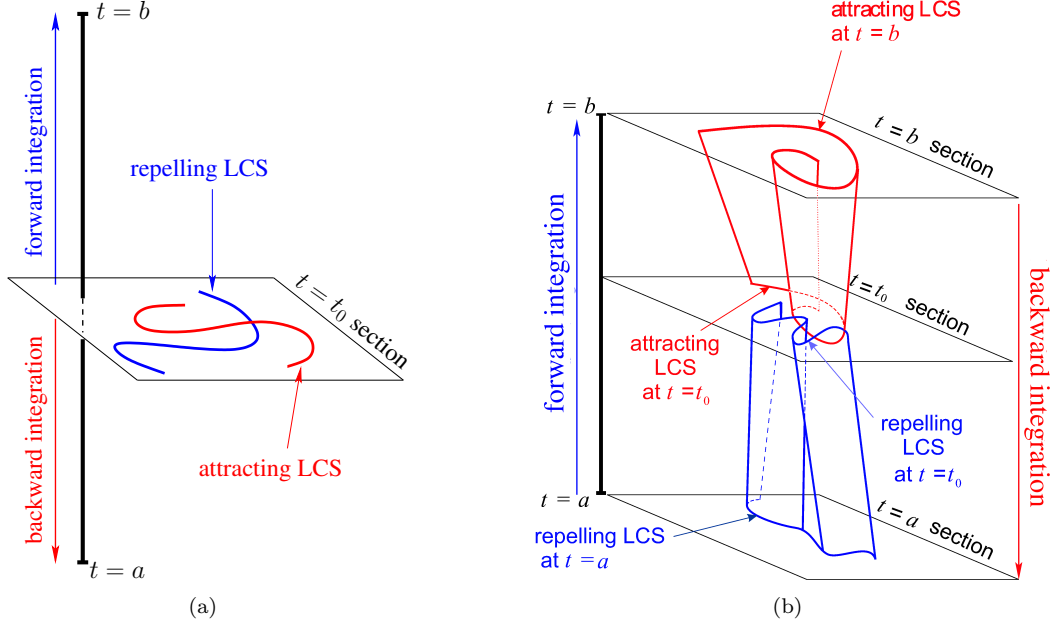 t = b
forward integration
repelling LCS
t = t₀ section
backward integration
attracting LCS
t = a
(a)
attracting LCS
at t = b
t = b
t = b section
forward integration
t = t₀ section
attracting
LCS
at t = t₀
repelling
LCS
at t = t₀
backward integration
t = a
t = a section
repelling LCS
at t = a
(b)